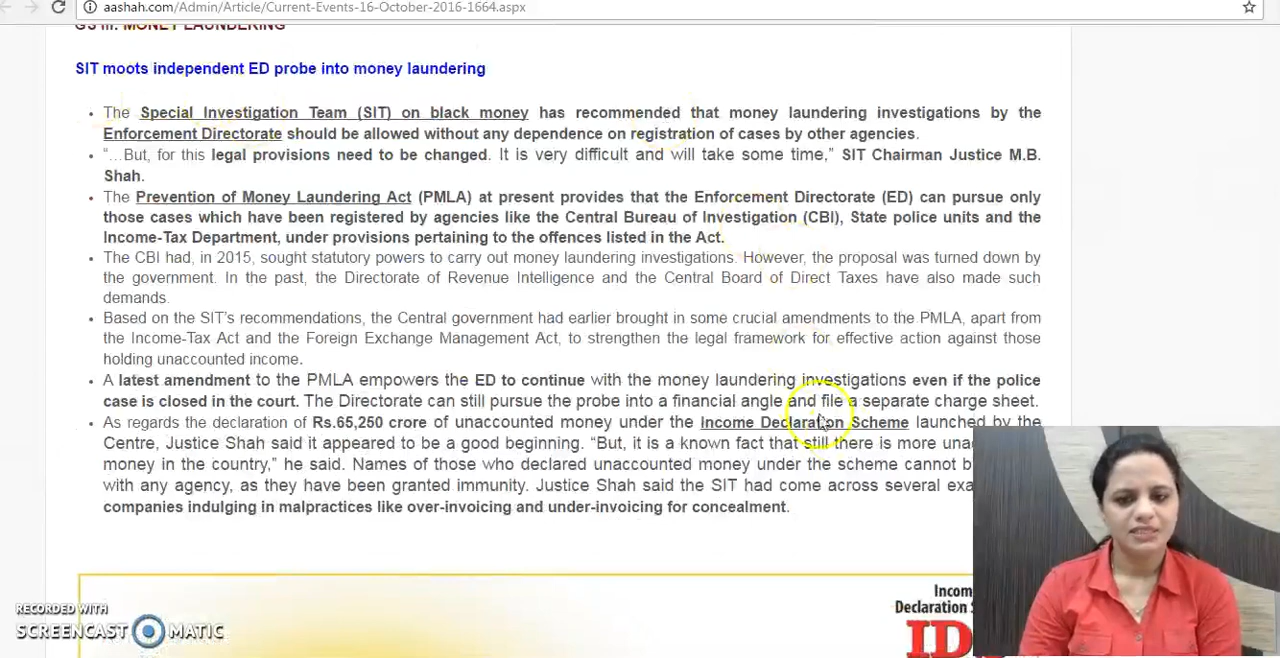 aashah.com/Admin/Article/Current-Events-16-October-2016-1664.aspx
GS III: MONEY LAUNDERING
SIT moots independent ED probe into money laundering
• The Special Investigation Team (SIT) on black money has recommended that money laundering investigations by the
Enforcement Directorate should be allowed without any dependence on registration of cases by other agencies.
• “…But, for this legal provisions need to be changed. It is very difficult and will take some time,” SIT Chairman Justice M.B.
Shah.
• The Prevention of Money Laundering Act (PMLA) at present provides that the Enforcement Directorate (ED) can pursue only
those cases which have been registered by agencies like the Central Bureau of Investigation (CBI), State police units and the
Income-Tax Department, under provisions pertaining to the offences listed in the Act.
• The CBI had, in 2015, sought statutory powers to carry out money laundering investigations. However, the proposal was turned down by
the government. In the past, the Directorate of Revenue Intelligence and the Central Board of Direct Taxes have also made such
demands.
• Based on the SIT’s recommendations, the Central government had earlier brought in some crucial amendments to the PMLA, apart from
the Income-Tax Act and the Foreign Exchange Management Act, to strengthen the legal framework for effective action against those
holding unaccounted income.
• A latest amendment to the PMLA empowers the ED to continue with the money laundering investigations even if the police
case is closed in the court. The Directorate can still pursue the probe into a financial angle and file a separate charge sheet.
• As regards the declaration of Rs.65,250 crore of unaccounted money under the Income Declaration Scheme launched by the
Centre, Justice Shah said it appeared to be a good beginning. “But, it is a known fact that still there is more
money in the country,” he said. Names of those who declared unaccounted money under the scheme cannot
with any agency, as they have been granted immunity. Justice Shah said the SIT had come across several
companies indulging in malpractices like over-invoicing and under-invoicing for concealment.
Declaration
RECORDED WITH
SCREENCAST MATIC